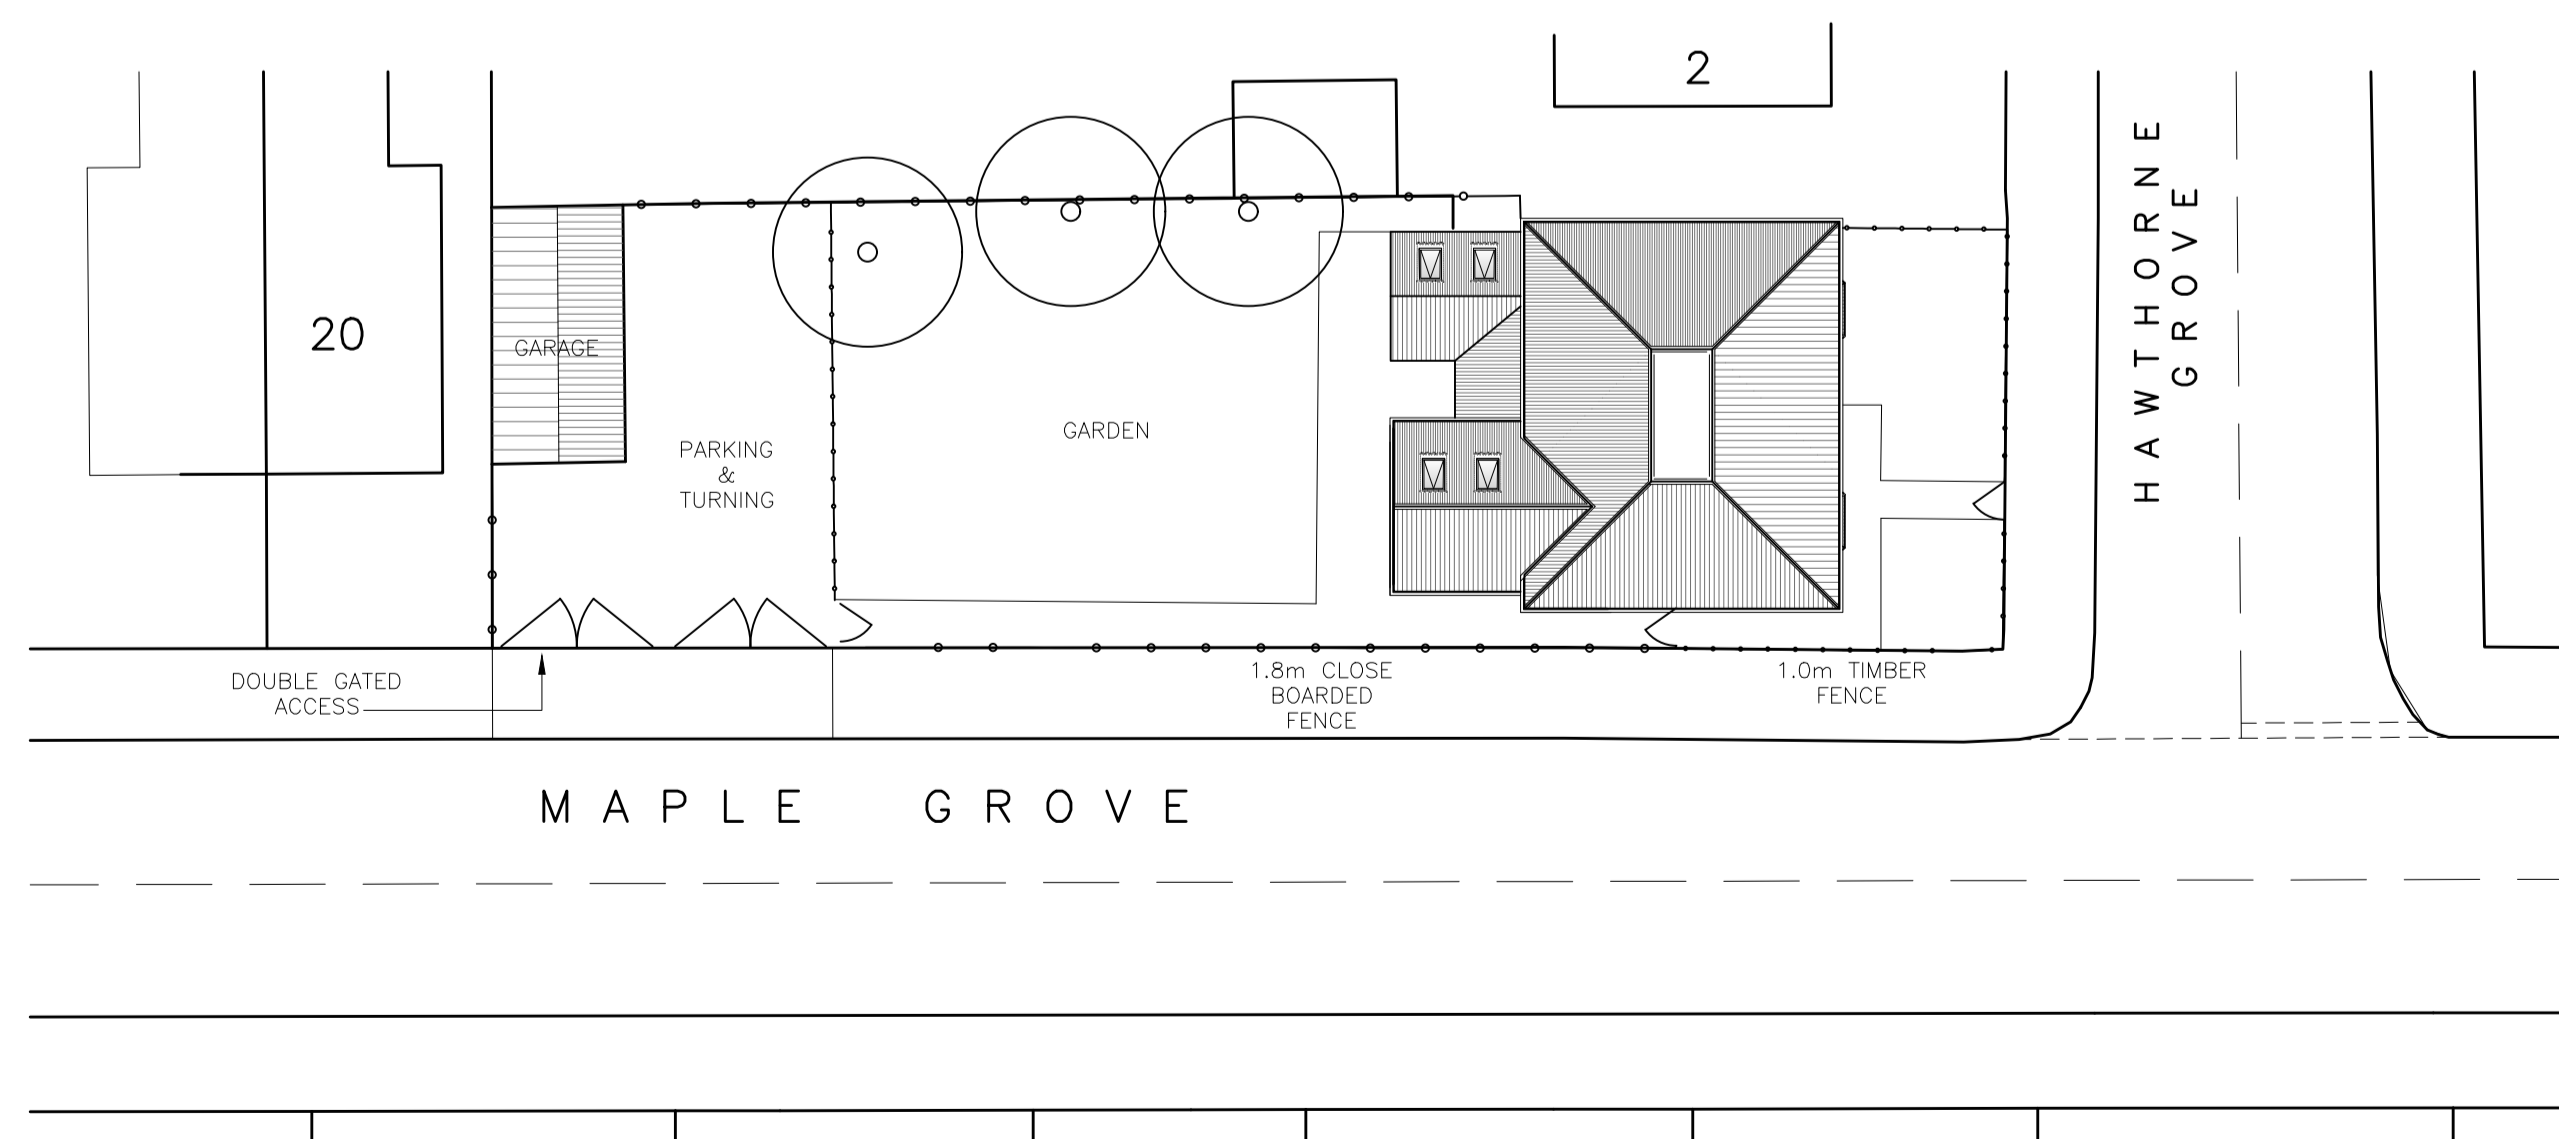 2
20
GARAGE
PARKING
&
TURNING
GARDEN
HAWTHORNE
GROVE
DOUBLE GATED
ACCESS
1.8m CLOSE
BOARDED
FENCE
1.0m TIMBER
FENCE
MAPLE GROVE